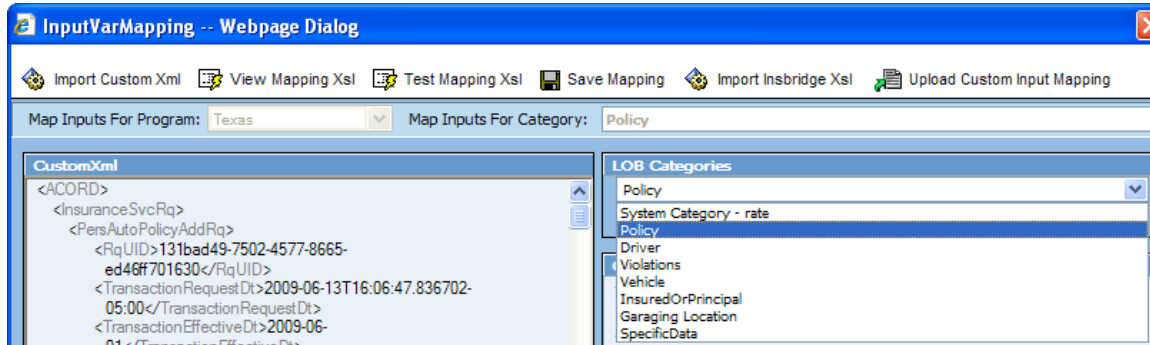 InputVarMapping -- Webpage Dialog
Import Custom Xml View Mapping Xsl Test Mapping Xsl Save Mapping Import Insbridge Xsl Upload Custom Input Mapping
Map Inputs For Program: Texas Map Inputs For Category: Policy
CustomXml
<ACORD>
<InsuranceSvcRq>
<PersAutoPolicyAddRq>
<RqUID>131bad49-7502-4577-8665-
ed46ff701630</RqUID>
<TransactionRequestDt>2009-06-13T16:06:47.836702-
05:00</TransactionRequestDt>
<TransactionEffectiveDt>2009-06-
01</TransactionEffectiveDt>
LOB Categories
Policy
System Category - rate
Policy
Driver
Violations
Vehicle
InsuredOrPrincipal
Garaging Location
SpecificData